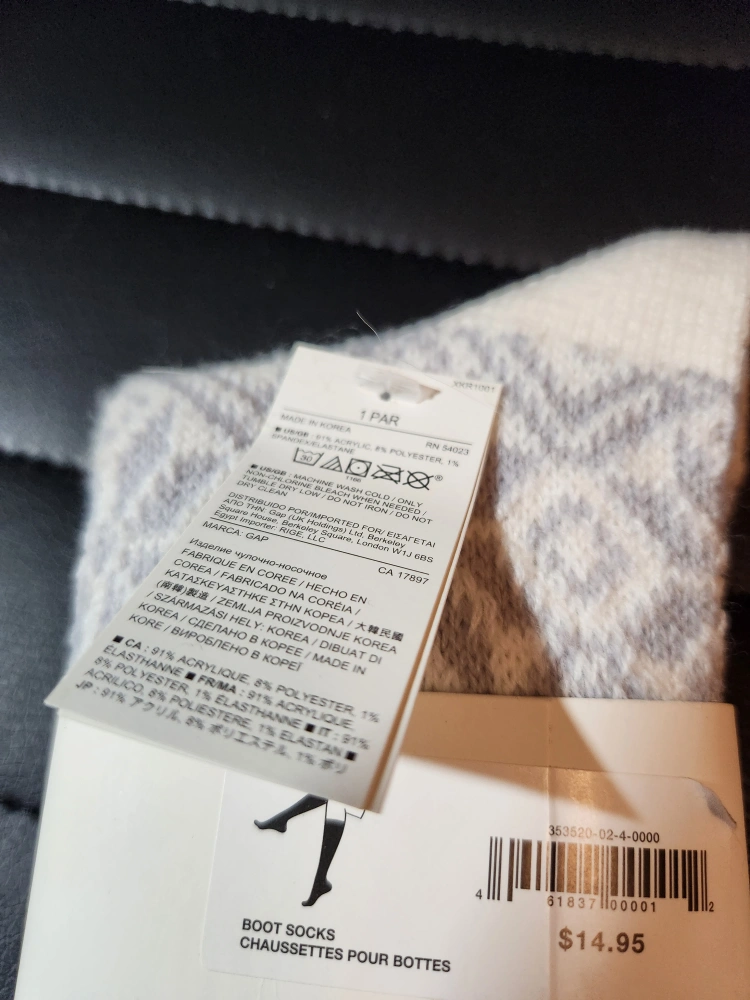 1 PAR
MADE IN KOREA
RN 54023
■ US/GB : 91% ACRYLIC, 8% POLYESTER, 1%
SPANDEX/ELASTANE
30
1166
■ US/GB : MACHINE WASH COLD / ONLY
NON-CHLORINE BLEACH WHEN NEEDED /
TUMBLE DRY LOW / DO NOT IRON / DO NOT
DRY CLEAN
DISTRIBUIDO POR/IMPORTED FOR/ ΕΙΣΑΓΕΤΑΙ
ΑΠΟ ΤΗΝ. Gap (UK Holdings) Ltd, Berkeley
Square House, Berkeley Square, London W1J 6BS
Egypt Importer: RIGE, LLC
MARCA: GAP
CA 17897
Изделие чулочно-носочное
FABRIQUE EN COREE / HECHO EN
COREA / FABRICADO NA COREIA /
ΚΑΤΑΣΚΕΥΑΣΤΗΚΕ ΣΤΗΝ ΚΟΡΕΑ / 大韓民國
(南韓)製造 / ZEMLJA PROIZVODNJE KOREA
/ SZÁRMAZÁSI HELY: KOREA / DIBUAT DI
KOREA / СДЕЛАНО В КОРЕЕ / MADE IN
KORE / ВИРОБЛЕНО В КОРЕЇ
■ CA : 91% ACRYLIQUE, 8% POLYESTER, 1%
ÉLASTHANNE ■ FR/MA : 91% ACRYLIQUE,
8% POLYESTER, 1% ÉLASTHANNE ■ IT : 91%
ACRILICO, 8% POLIESTERE, 1% ELASTAN ■
JP : 91% アクリル, 8% ポリエステル, 1% ポリ
353520-02-4-0000
4 61837 00001 2
$14.95
BOOT SOCKS
CHAUSSETTES POUR BOTTES